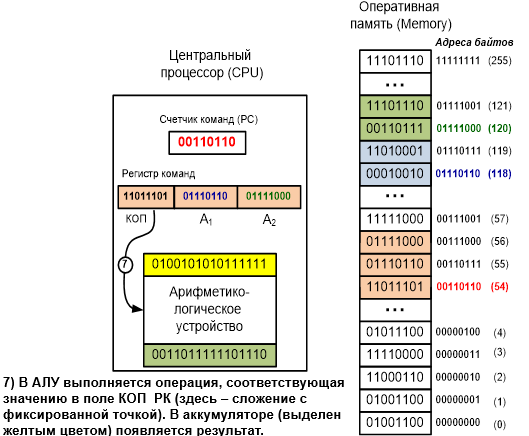 Оперативная
память (Memory)
Адреса байтов
Центральный
процессор (CPU)
Счетчик команд (PC)
00110110
Регистр команд
11011101 01110110 01111000
КОП A1 A2
7
0100101010111111
Арифметико-
логическое
устройство
0011011111101110
11101110 11111111 (255)
...
11101110 01111001 (121)
00110111 01111000 (120)
11010001 01110111 (119)
00010010 01110110 (118)
...
11111000 00111001 (57)
01111000 00111000 (56)
01110110 00110111 (55)
11011101 00110110 (54)
...
01011100 00000100 (4)
11110000 00000011 (3)
11000110 00000010 (2)
01001100 00000001 (1)
01001100 00000000 (0)
7) В АЛУ выполняется операция, соответствующая
значению в поле КОП РК (здесь – сложение с
фиксированной точкой). В аккумуляторе (выделен
желтым цветом) появляется результат.